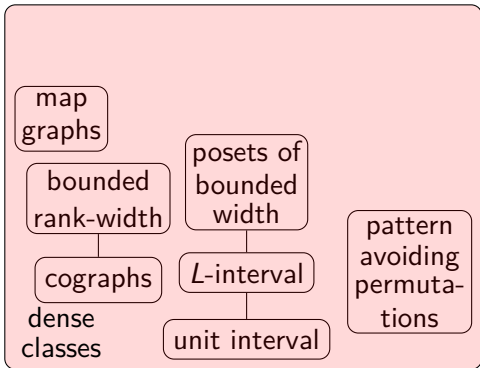 map
graphs
bounded
rank-width
cographs
dense
classes
posets of
bounded
width
L-interval
unit interval
pattern
avoiding
permuta-
tions